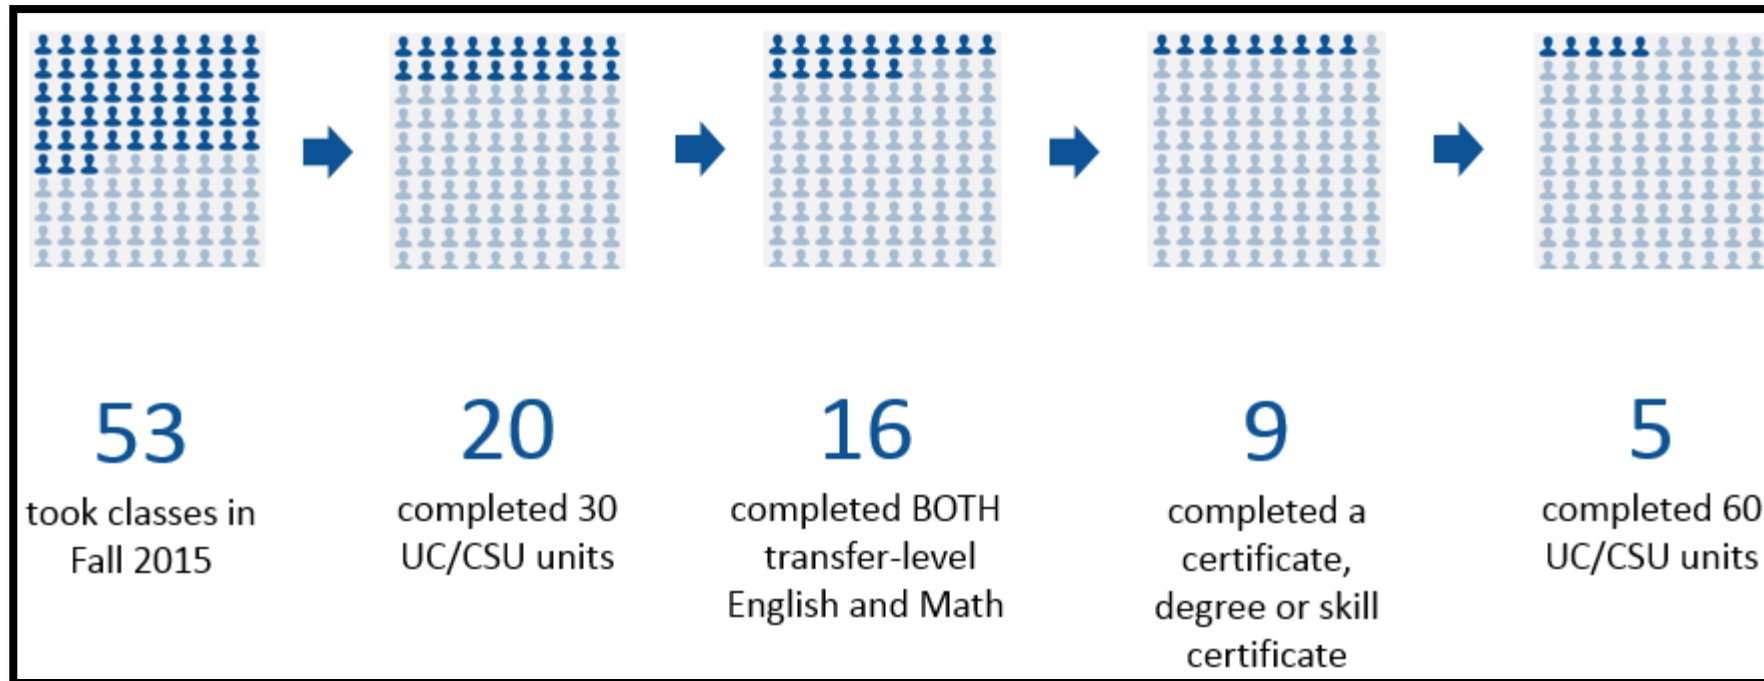 53
took classes in
Fall 2015
20
completed 30
UC/CSU units
16
completed BOTH
transfer-level
English and Math
9
completed a
certificate,
degree or skill
certificate
5
completed 60
UC/CSU units